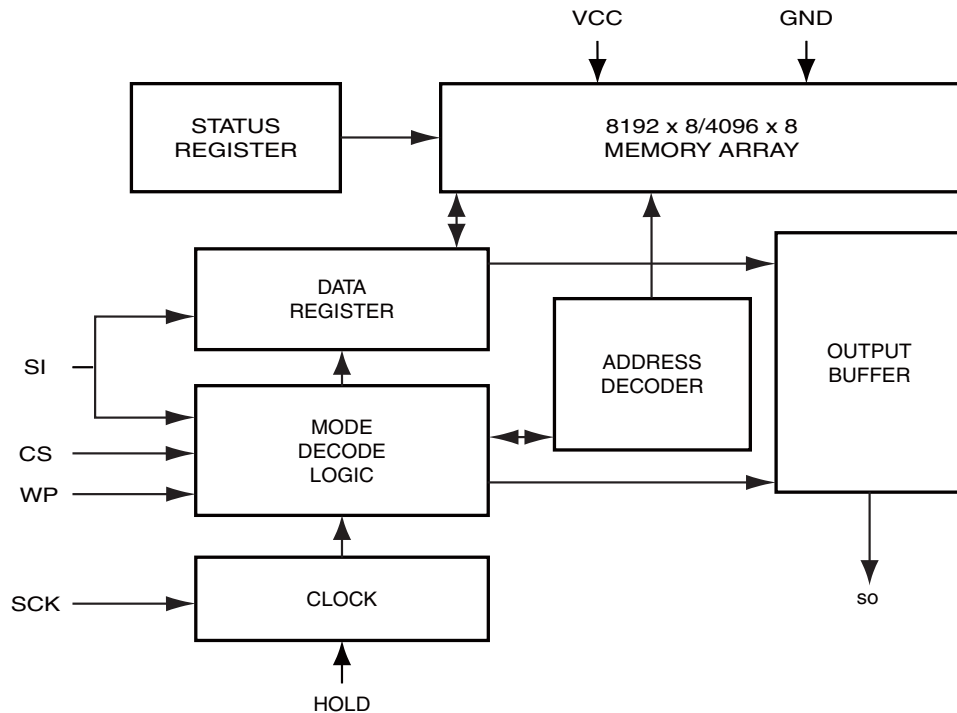 VCC
GND
STATUS
REGISTER
8192 x 8/4096 x 8
MEMORY ARRAY
DATA
REGISTER
SI
ADDRESS
DECODER
OUTPUT
BUFFER
MODE
DECODE
LOGIC
CS
WP
SCK
CLOCK
so
HOLD